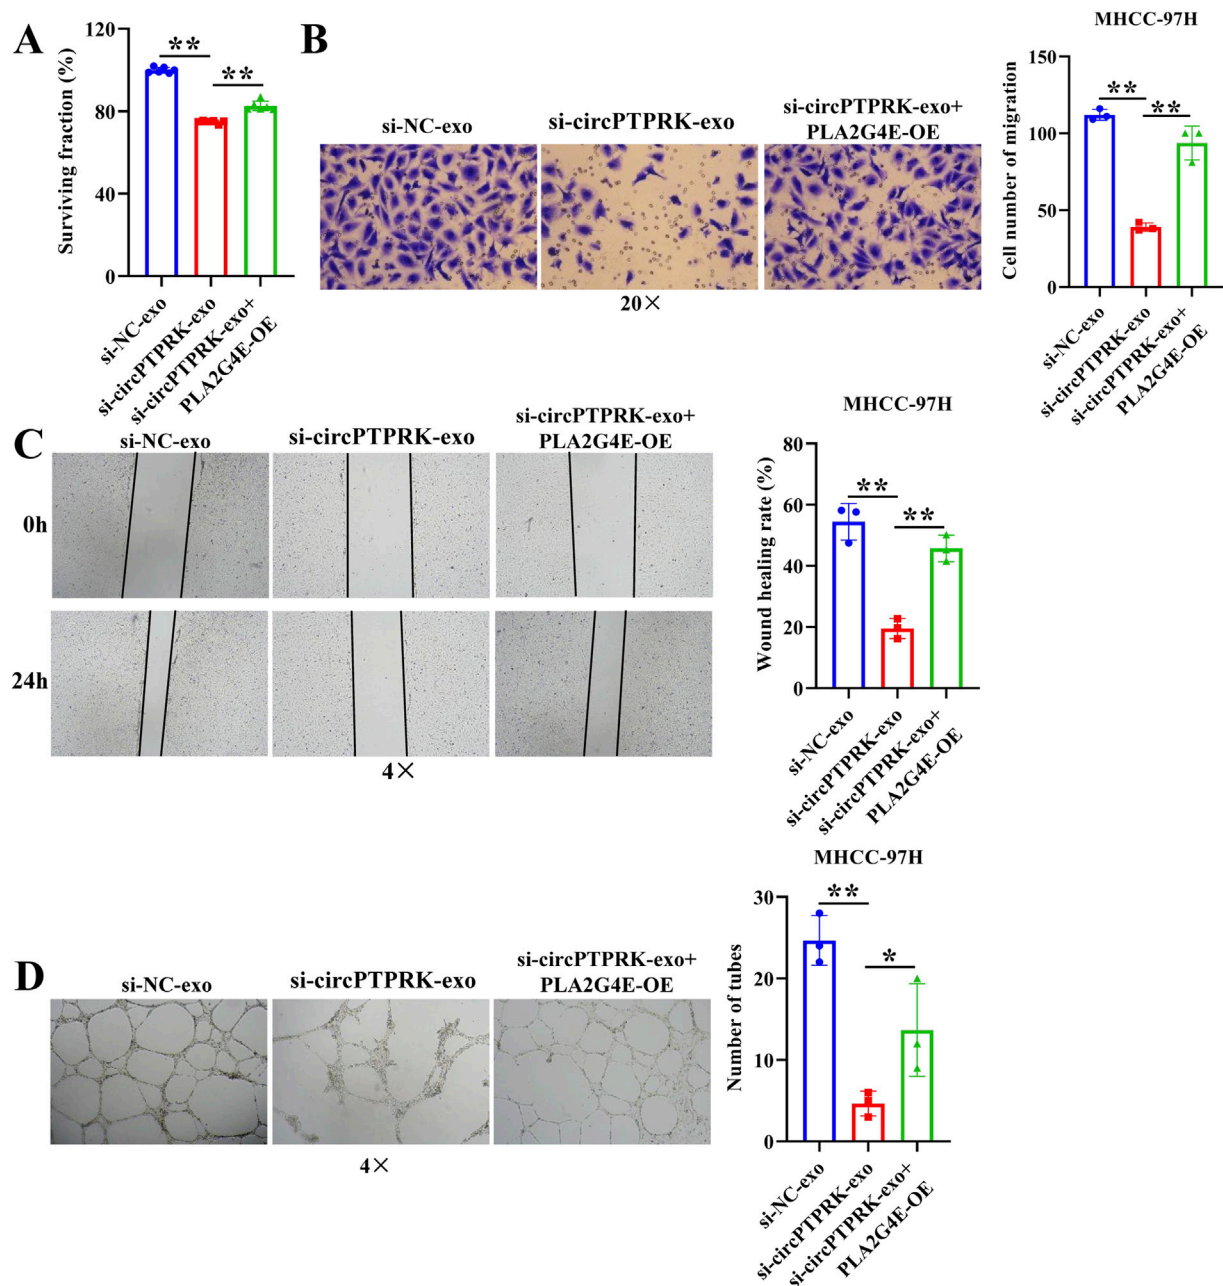 A
Surviving fraction (%)
120
80
40
0
**
**
si-NC-exo
si-circPTPRK-exo
si-circPTPRK-exo+
PLA2G4E-OE
B
si-NC-exo
si-circPTPRK-exo
si-circPTPRK-exo+
PLA2G4E-OE
20×
MHCC-97H
Cell number of migration
150
100
50
0
**
**
si-NC-exo
si-circPTPRK-exo
si-circPTPRK-exo+
PLA2G4E-OE
C
si-NC-exo
si-circPTPRK-exo
si-circPTPRK-exo+
PLA2G4E-OE
0h
24h
4×
MHCC-97H
Wound healing rate (%)
80
60
40
20
0
**
**
si-NC-exo
si-circPTPRK-exo
si-circPTPRK-exo+
PLA2G4E-OE
D
si-NC-exo
si-circPTPRK-exo
si-circPTPRK-exo+
PLA2G4E-OE
4×
MHCC-97H
Number of tubes
30
20
10
0
**
*
si-NC-exo
si-circPTPRK-exo
si-circPTPRK-exo+
PLA2G4E-OE